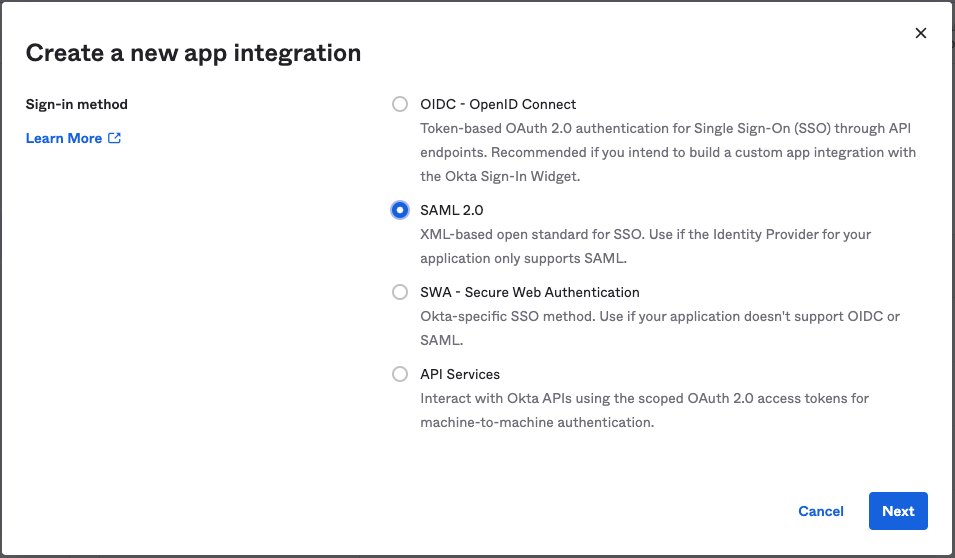 Create a new app integration
Sign-in method
Learn More
OIDC - OpenID Connect
Token-based OAuth 2.0 authentication for Single Sign-On (SSO) through API
endpoints. Recommended if you intend to build a custom app integration with
the Okta Sign-In Widget.
SAML 2.0
XML-based open standard for SSO. Use if the Identity Provider for your
application only supports SAML.
SWA - Secure Web Authentication
Okta-specific SSO method. Use if your application doesn't support OIDC or
SAML.
API Services
Interact with Okta APIs using the scoped OAuth 2.0 access tokens for
machine-to-machine authentication.
Cancel
Next